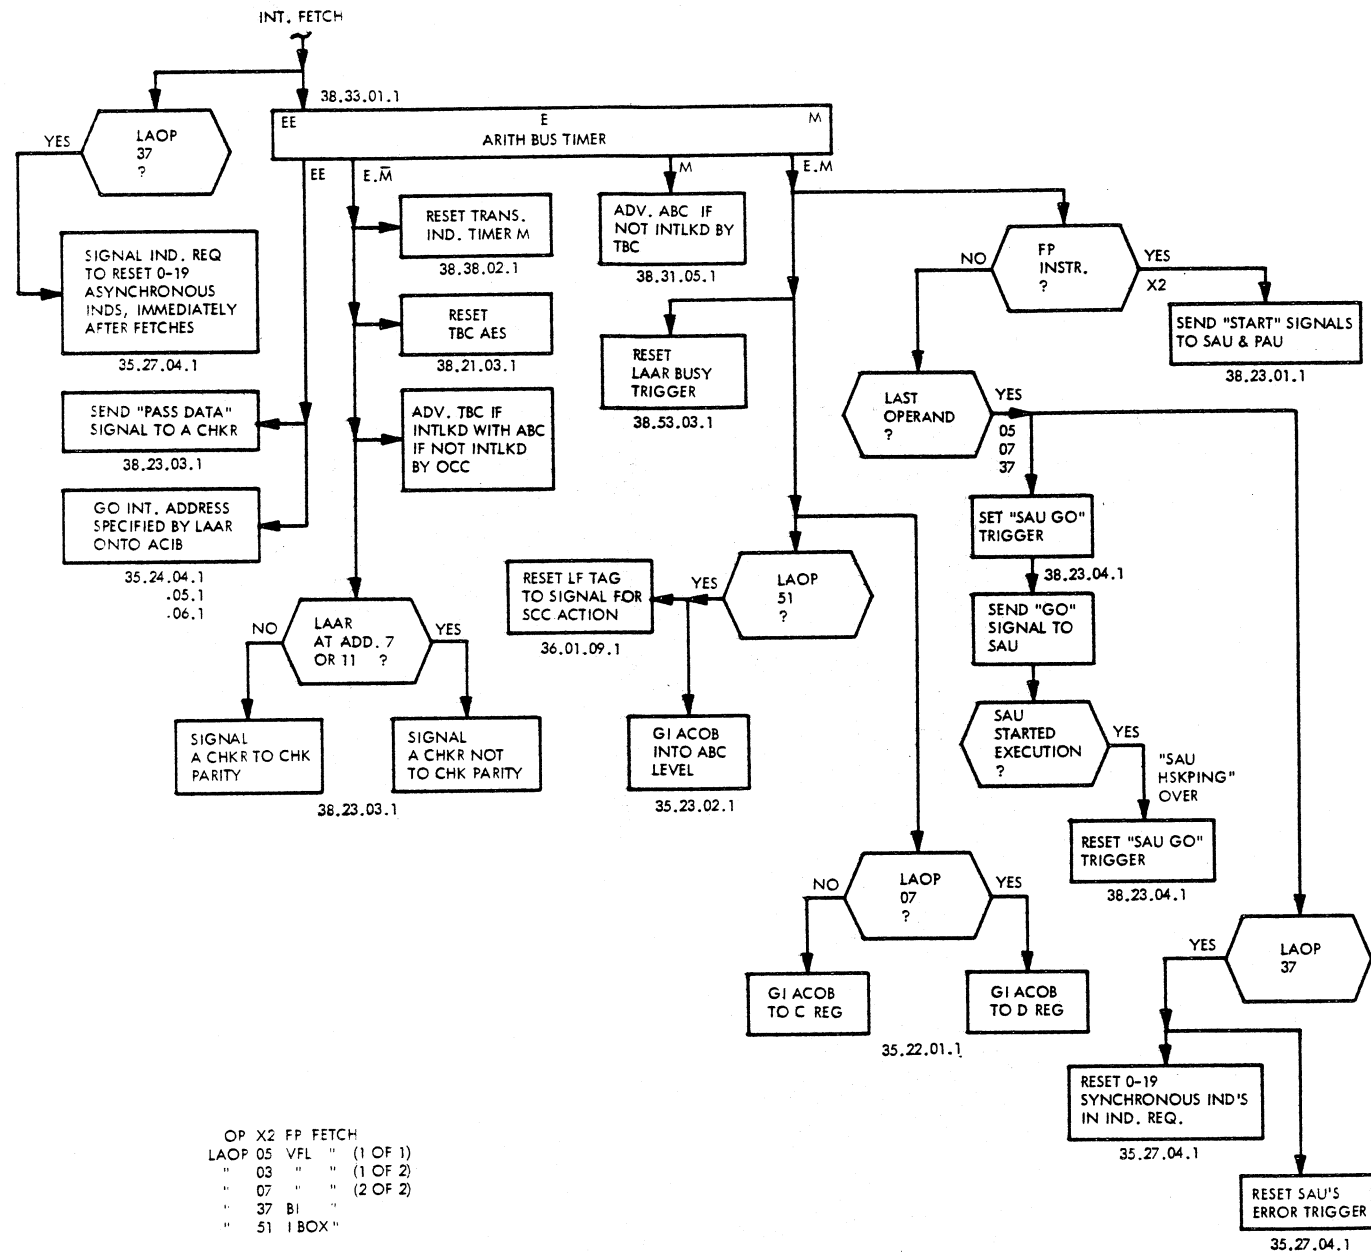 INT. FETCH
38.33.01.1
EE E M
ARITH BUS TIMER
YES
LAOP
37
?
EE
E.M̅
M
E.M
SIGNAL IND. REQ
TO RESET 0-19
ASYNCHRONOUS
INDS, IMMEDIATELY
AFTER FETCHES
35.27.04.1
RESET TRANS.
IND. TIMER M
38.38.02.1
ADV. ABC IF
NOT INTLKD BY
TBC
38.31.05.1
NO
FP
INSTR.
?
YES
X2
SEND "START" SIGNALS
TO SAU & PAU
38.23.01.1
RESET
TBC AES
38.21.03.1
RESET
LAAR BUSY
TRIGGER
38.53.03.1
SEND "PASS DATA"
SIGNAL TO A CHKR
38.23.03.1
ADV. TBC IF
INTLKD WITH ABC
IF NOT INTLKD
BY OCC
LAST
OPERAND
?
YES
05
07
37
GO INT. ADDRESS
SPECIFIED BY LAAR
ONTO ACIB
35.24.04.1
.05.1
.06.1
SET "SAU GO"
TRIGGER
38.23.04.1
RESET LF TAG
TO SIGNAL FOR
SCC ACTION
36.01.09.1
YES
LAOP
51
?
SEND "GO"
SIGNAL TO
SAU
NO
LAAR
AT ADD. 7
OR 11 ?
YES
SIGNAL
A CHKR TO CHK
PARITY
SIGNAL
A CHKR NOT
TO CHK PARITY
38.23.03.1
GI ACOB
INTO ABC
LEVEL
35.23.02.1
SAU
STARTED
EXECUTION
?
YES
"SAU
HSKPING"
OVER
RESET "SAU GO"
TRIGGER
38.23.04.1
NO
LAOP
07
?
YES
GI ACOB
TO C REG
GI ACOB
TO D REG
35.22.01.1
YES
LAOP
37
RESET 0-19
SYNCHRONOUS IND'S
IN IND. REQ.
35.27.04.1
RESET SAU'S
ERROR TRIGGER
35.27.04.1
OP X2 FP FETCH
LAOP 05 VFL " (1 OF 1)
" 03 " " (1 OF 2)
" 07 " " (2 OF 2)
" 37 BI "
" 51 I BOX "